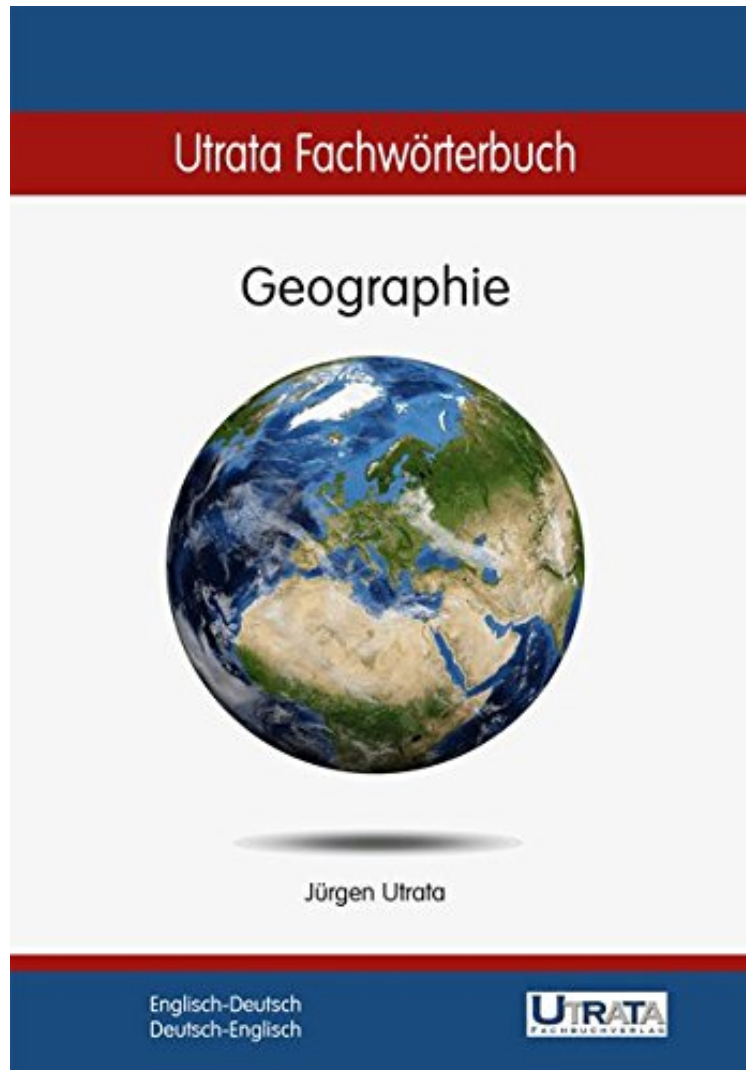 Utrata Fachwörterbuch
Geographie
Jürgen Utrata
Englisch-Deutsch
Deutsch-Englisch
UTRATA
FACHBUCHVERLAG